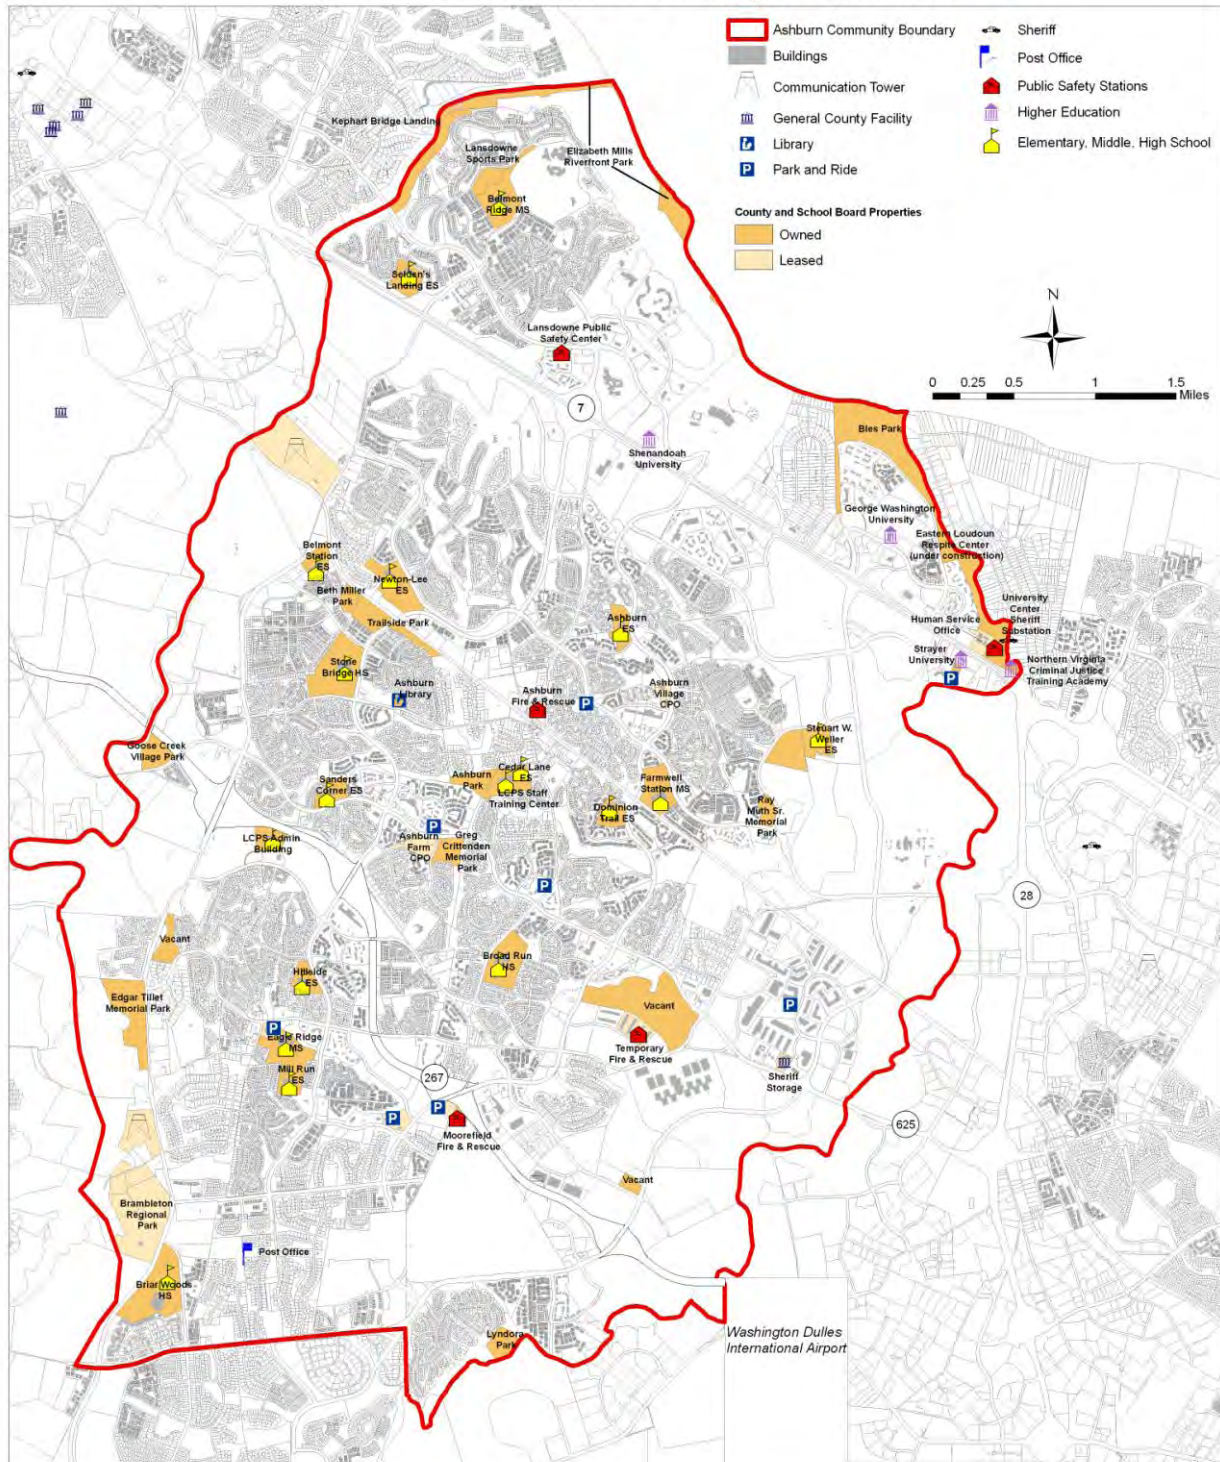 Ashburn Community Boundary
Buildings
Communication Tower
General County Facility
Library
Park and Ride
Sheriff
Post Office
Public Safety Stations
Higher Education
Elementary, Middle, High School
County and School Board Properties
Owned
Leased
N
0 0.25 0.5 1 1.5
Miles
Kephart Bridge Landing
Lansdowne
Sports Park
Elizabeth Mills
Riverfront Park
Belmont
Ridge MS
Selden's
Landing ES
Lansdowne Public
Safety Center
7
Shenandoah
University
Bles Park
George Washington
University
Eastern Loudoun
Respite Center
(under construction)
University
Center
Sheriff
Substation
Human Service
Office
Strayer
University
Northern Virginia
Criminal Justice
Training Academy
Belmont
Station
ES
Newton-Lee
ES
Beth Miller
Park
Trailside Park
Ashburn
ES
Stone
Bridge HS
Ashburn
Library
Ashburn
Fire & Rescue
Ashburn
Village
CPO
Steuart W.
Weller
ES
Goose Creek
Village Park
Sanders
Corner ES
Ashburn
Park
Cedar Lane
ES
LCPS Staff
Training Center
Farmwell
Station MS
Dominion
Trail ES
Ray
Muth Sr.
Memorial
Park
LCPS Admin
Building
Ashburn
Farm
CPO
Greg
Crittenden
Memorial
Park
28
Vacant
Broad Run
HS
Hillside
ES
Edgar Tillet
Memorial Park
Vacant
Eagle Ridge
MS
Temporary
Fire & Rescue
Mill Run
ES
267
Sheriff
Storage
625
Moorefield
Fire & Rescue
Vacant
Brambleton
Regional
Park
Post Office
Briar Woods
HS
Lyndora
Park
Washington Dulles
International Airport
P
P
P
P
P
P
P
P